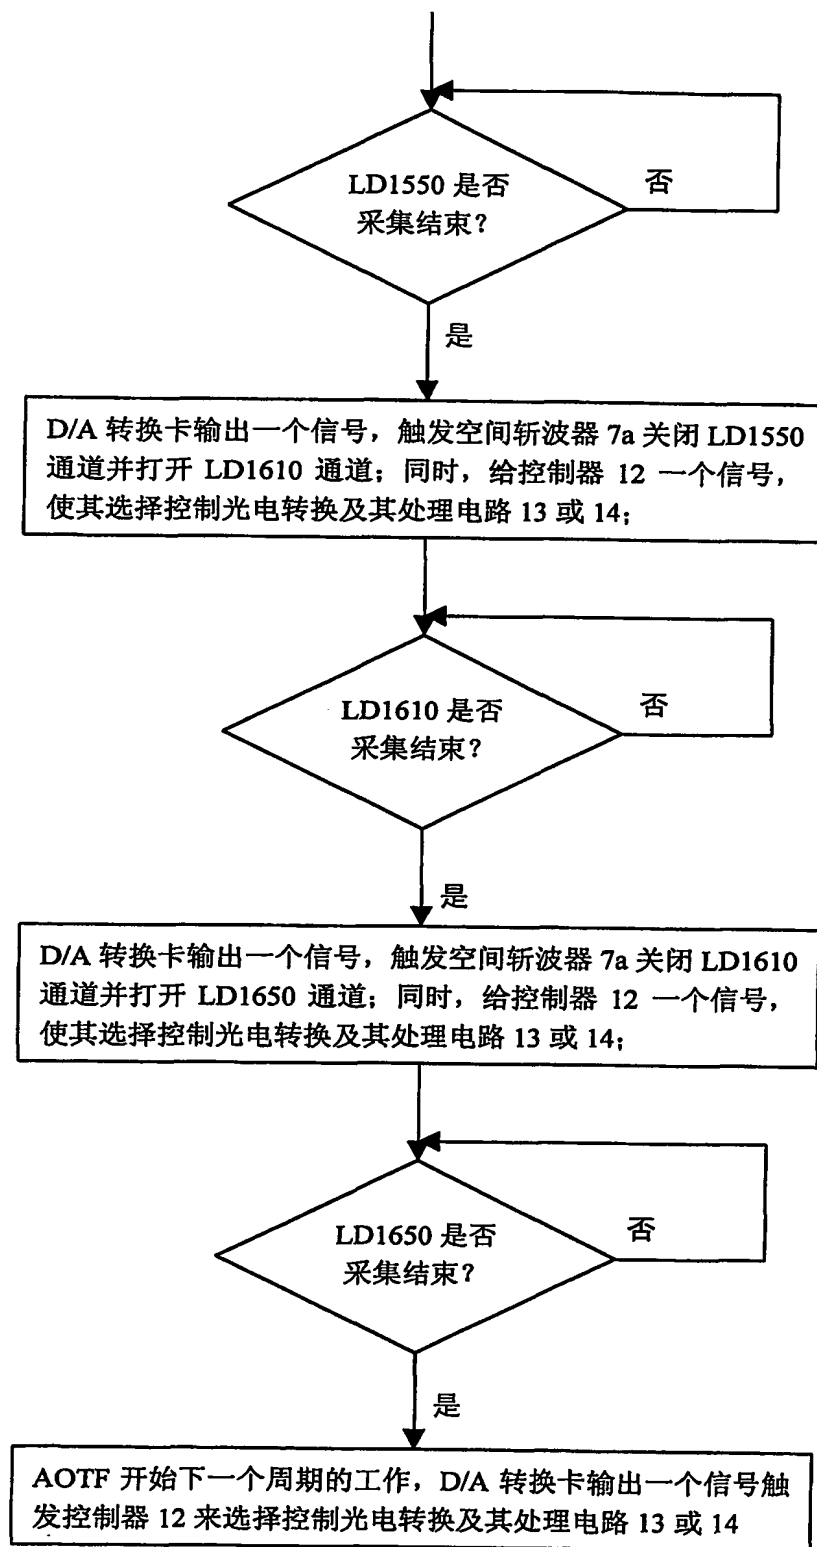 LD1550 是否
采集结束？
否
是
D/A 转换卡输出一个信号，触发空间斩波器 7a 关闭 LD1550
通道并打开 LD1610 通道；同时，给控制器 12 一个信号，
使其选择控制光电转换及其处理电路 13 或 14；
LD1610 是否
采集结束？
否
是
D/A 转换卡输出一个信号，触发空间斩波器 7a 关闭 LD1610
通道并打开 LD1650 通道；同时，给控制器 12 一个信号，
使其选择控制光电转换及其处理电路 13 或 14；
LD1650 是否
采集结束？
否
是
AOTF 开始下一个周期的工作，D/A 转换卡输出一个信号触
发控制器 12 来选择控制光电转换及其处理电路 13 或 14